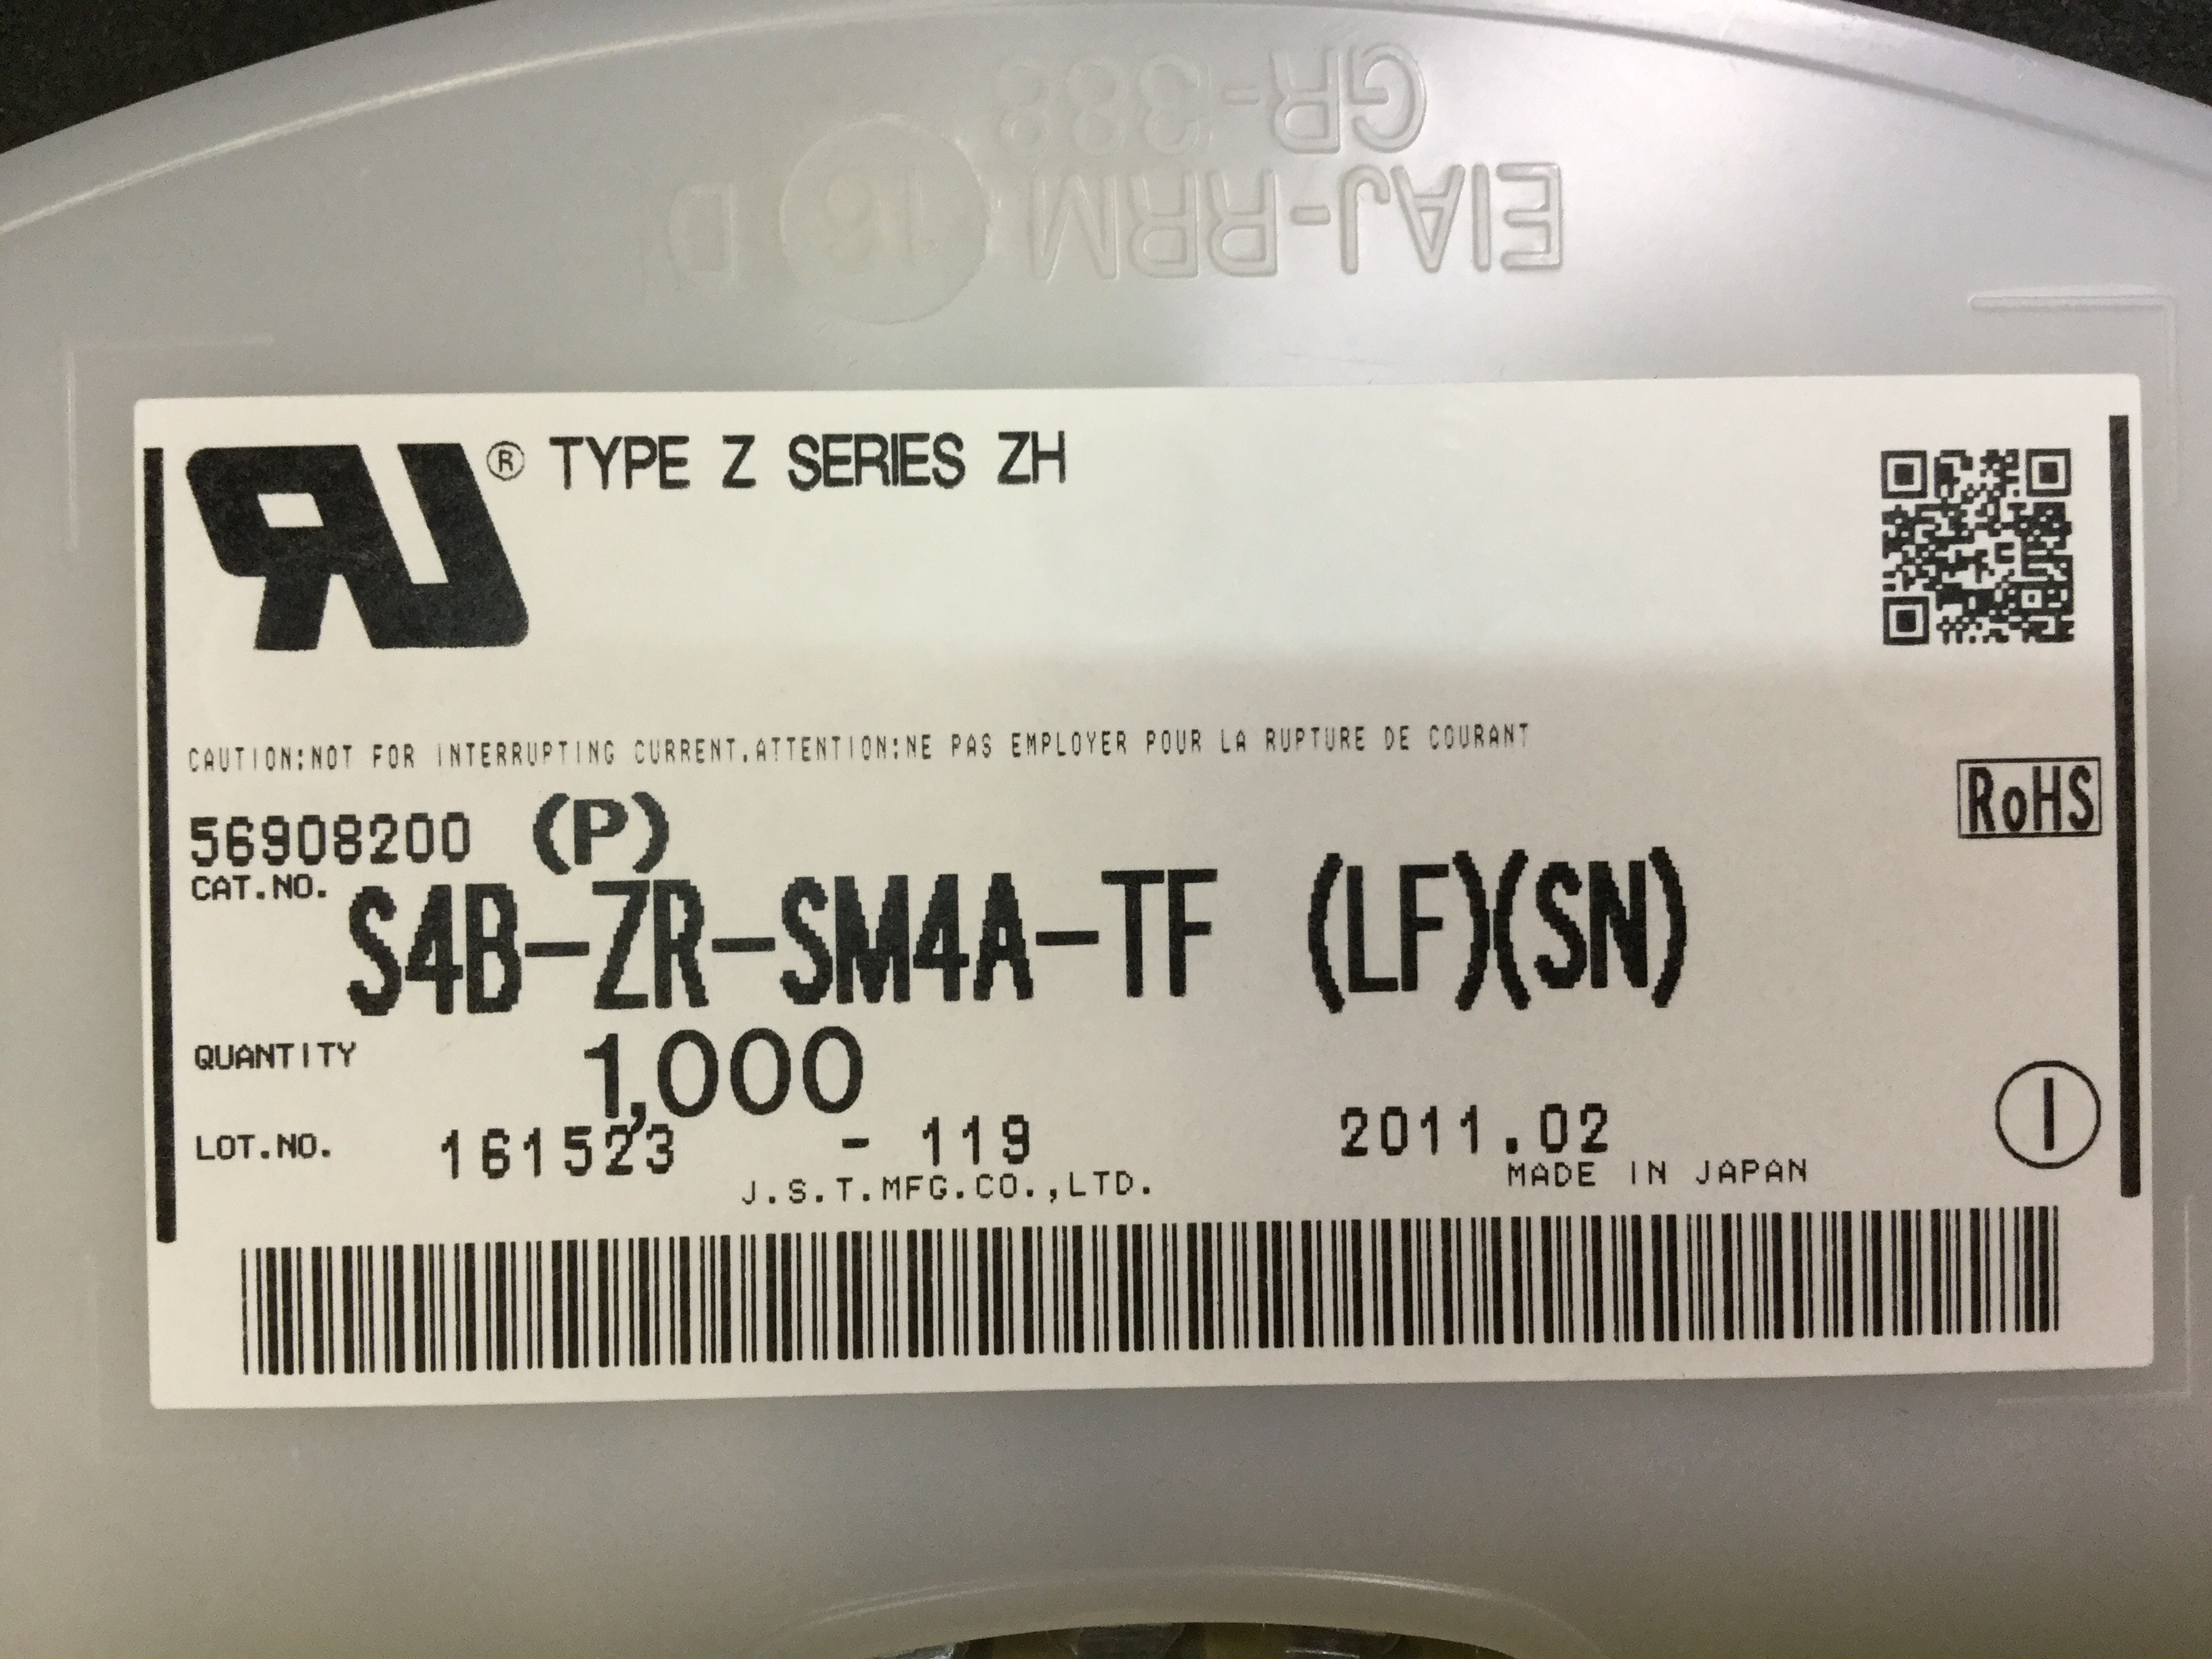 GR-388
EIAJ-RRM 16 D
® TYPE Z SERIES ZH
CAUTION:NOT FOR INTERRUPTING CURRENT.ATTENTION:NE PAS EMPLOYER POUR LA RUPTURE DE COURANT
RoHS
56908200 (P)
CAT.NO. S4B-ZR-SM4A-TF (LF)(SN)
QUANTITY 1,000
LOT.NO. 161523 - 119 2011.02
J.S.T.MFG.CO.,LTD. MADE IN JAPAN